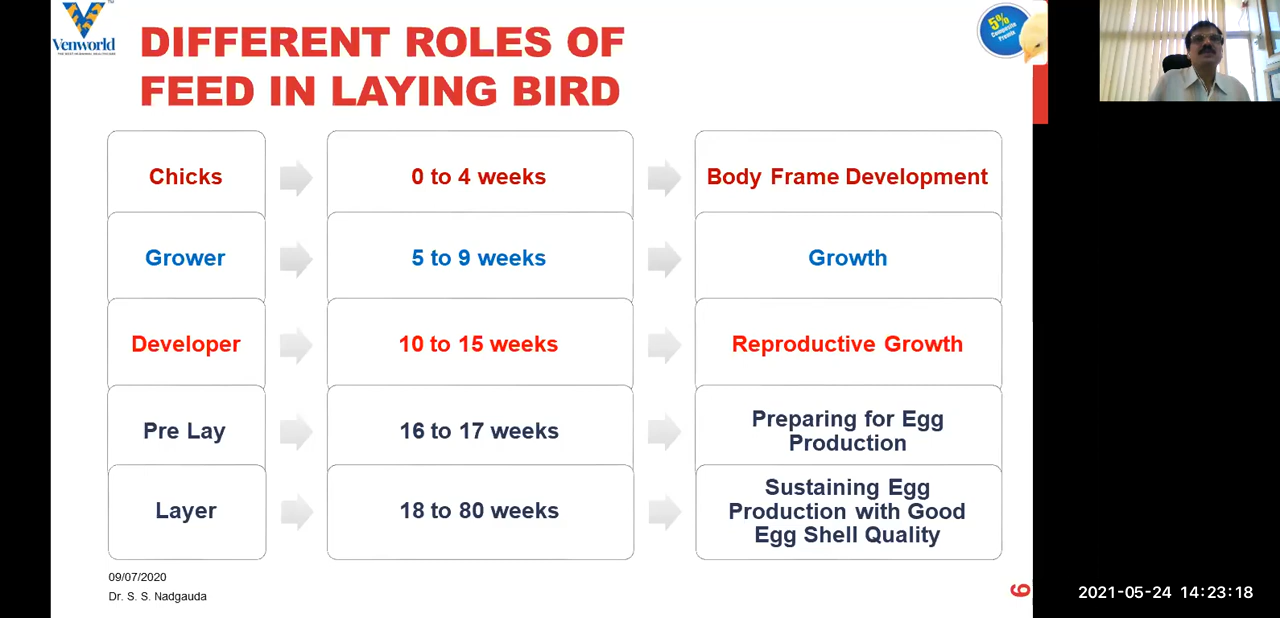 Venworld
DIFFERENT ROLES OF
FEED IN LAYING BIRD
5%
Composite
Premix
Chicks
0 to 4 weeks
Body Frame Development
Grower
5 to 9 weeks
Growth
Developer
10 to 15 weeks
Reproductive Growth
Pre Lay
16 to 17 weeks
Preparing for Egg
Production
Layer
18 to 80 weeks
Sustaining Egg
Production with Good
Egg Shell Quality
09/07/2020
Dr. S. S. Nadgauda
6
2021-05-24 14:23:18